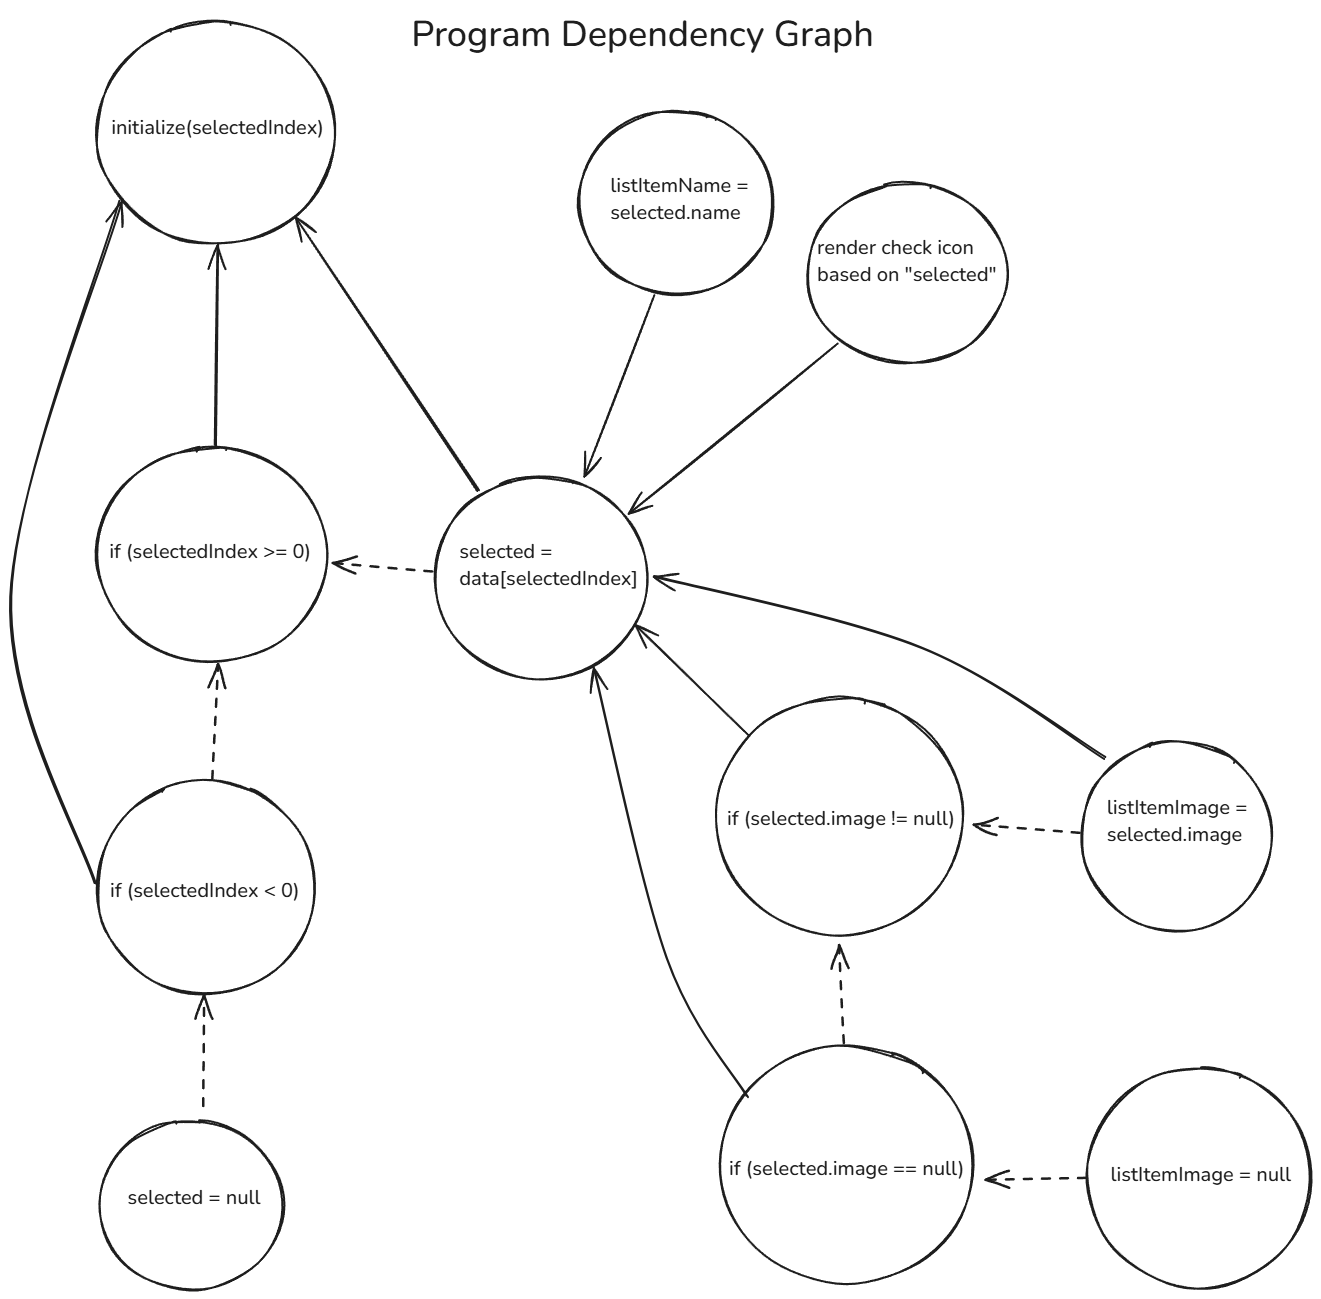 Program Dependency Graph
initialize(selectedIndex)
listItemName =
selected.name
render check icon
based on "selected"
if (selectedIndex >= 0)
selected =
data[selectedIndex]
if (selected.image != null)
listItemImage =
selected.image
if (selectedIndex < 0)
if (selected.image == null)
listItemImage = null
selected = null